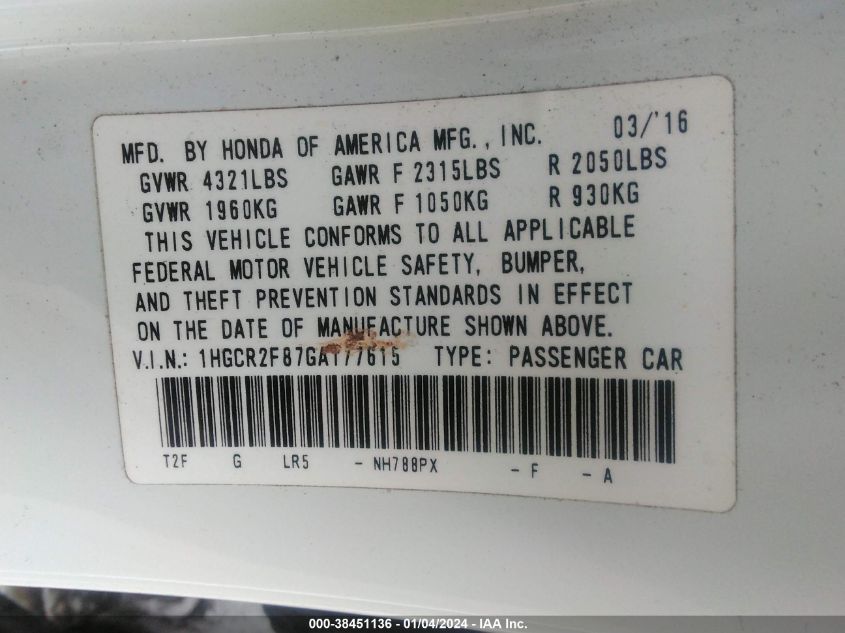 MFD. BY HONDA OF AMERICA MFG., INC. 03/'16
GVWR 4321LBS GAWR F 2315LBS R 2050LBS
GVWR 1960KG GAWR F 1050KG R 930KG
THIS VEHICLE CONFORMS TO ALL APPLICABLE
FEDERAL MOTOR VEHICLE SAFETY, BUMPER,
AND THEFT PREVENTION STANDARDS IN EFFECT
ON THE DATE OF MANUFACTURE SHOWN ABOVE.
V.I.N.: 1HGCR2F87GA177615 TYPE: PASSENGER CAR
T2F G LR5 - NH788PX - F - A
000-38451136 - 01/04/2024 - IAA Inc.